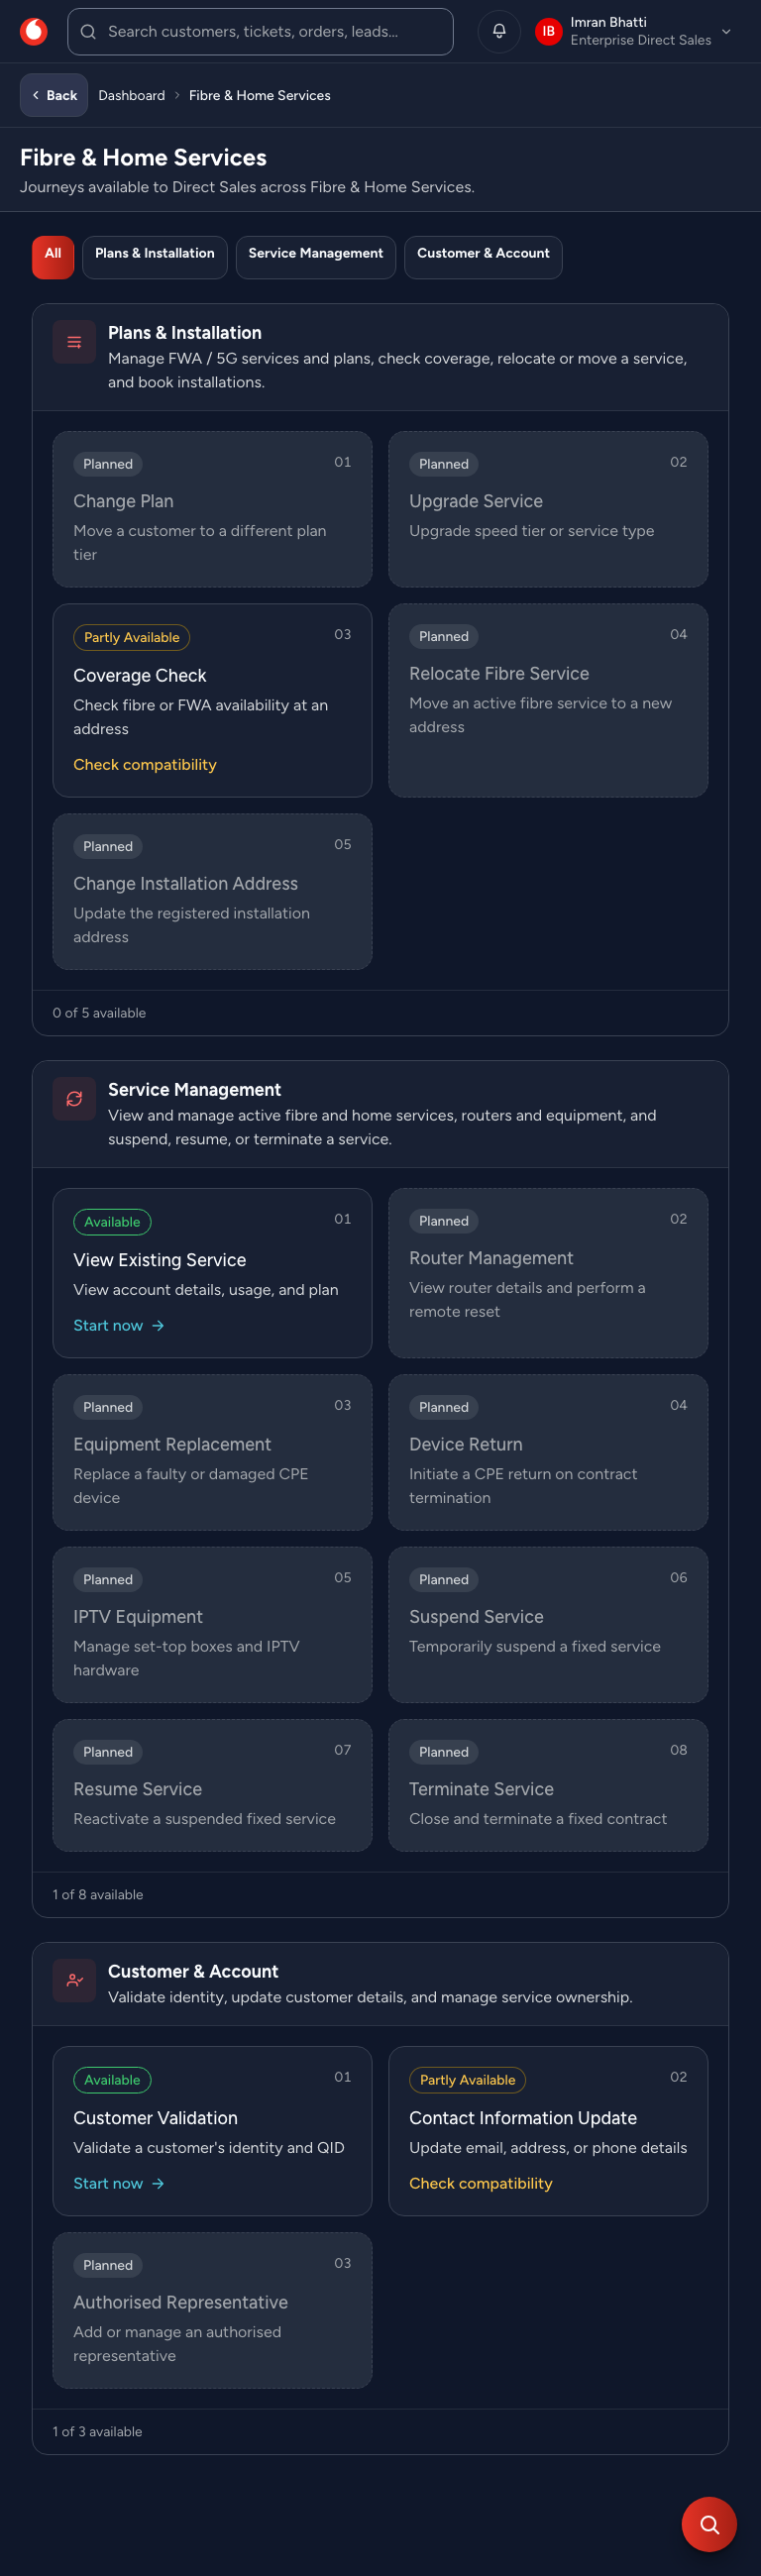 Search customers, tickets, orders, leads...
IB
Imran Bhatti
Enterprise Direct Sales
Back
Dashboard
Fibre & Home Services
Fibre & Home Services
Journeys available to Direct Sales across Fibre & Home Services.
All
Plans & Installation
Service Management
Customer & Account
Plans & Installation
Manage FWA / 5G services and plans, check coverage, relocate or move a service,
and book installations.
Planned
01
Change Plan
Move a customer to a different plan
tier
Planned
02
Upgrade Service
Upgrade speed tier or service type
Partly Available
03
Coverage Check
Check fibre or FWA availability at an
address
Check compatibility
Planned
04
Relocate Fibre Service
Move an active fibre service to a new
address
Planned
05
Change Installation Address
Update the registered installation
address
0 of 5 available
Service Management
View and manage active fibre and home services, routers and equipment, and
suspend, resume, or terminate a service.
Available
01
View Existing Service
View account details, usage, and plan
Start now
Planned
02
Router Management
View router details and perform a
remote reset
Planned
03
Equipment Replacement
Replace a faulty or damaged CPE
device
Planned
04
Device Return
Initiate a CPE return on contract
termination
Planned
05
IPTV Equipment
Manage set-top boxes and IPTV
hardware
Planned
06
Suspend Service
Temporarily suspend a fixed service
Planned
07
Resume Service
Reactivate a suspended fixed service
Planned
08
Terminate Service
Close and terminate a fixed contract
1 of 8 available
Customer & Account
Validate identity, update customer details, and manage service ownership.
Available
01
Customer Validation
Validate a customer's identity and QID
Start now
Partly Available
02
Contact Information Update
Update email, address, or phone details
Check compatibility
Planned
03
Authorised Representative
Add or manage an authorised
representative
1 of 3 available